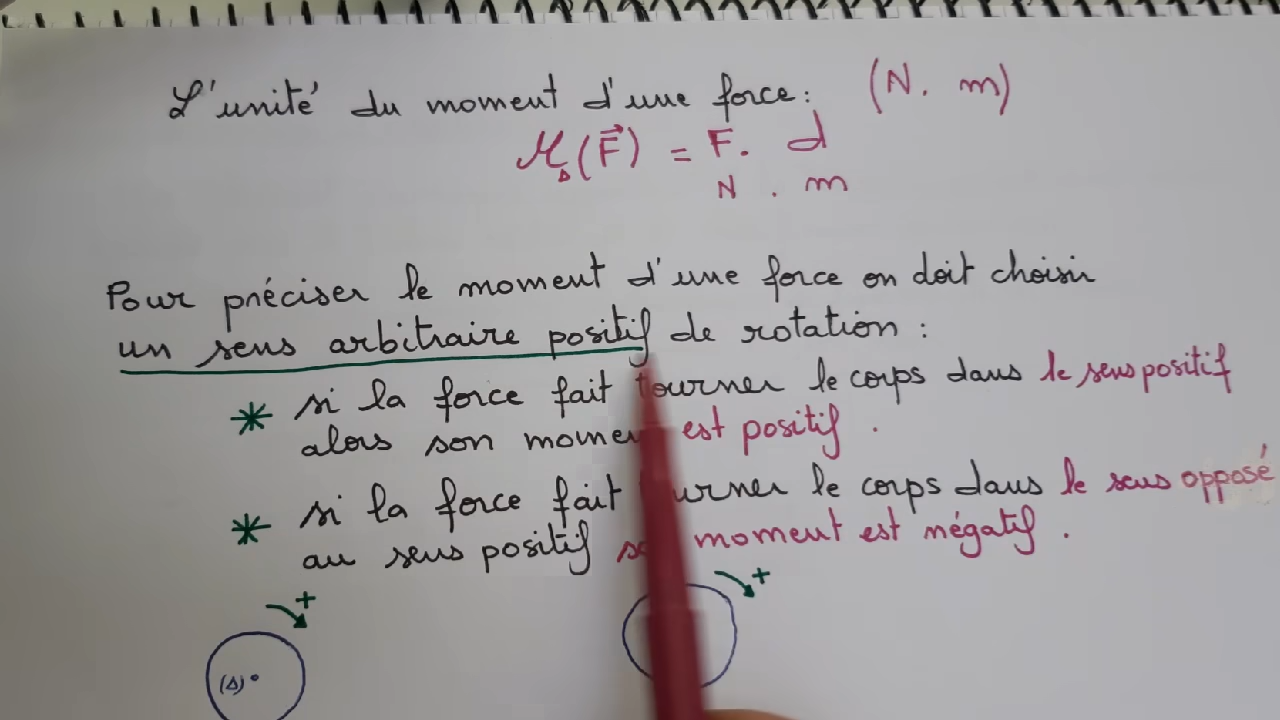 L'unité du moment d'une force : (N. m)
M_Δ(F⃗) = F. d
N . m
Pour préciser le moment d'une force on doit choisir
un sens arbitraire positif de rotation :
* si la force fait tourner le corps dans le sens positif
alors son moment est positif .
* si la force fait tourner le corps dans le sens opposé
au sens positif son moment est négatif .
+
+
(Δ)